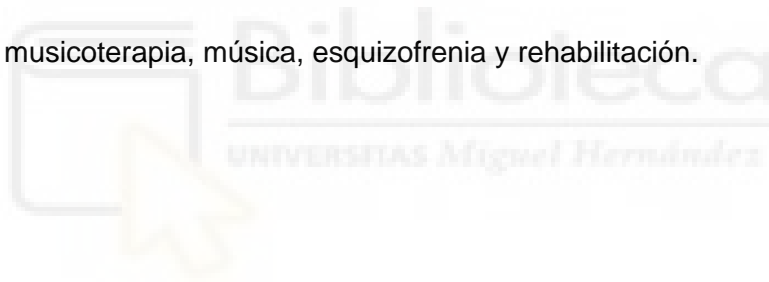 musicoterapia, música, esquizofrenia y rehabilitación.
Biblioteca
UNIVERSITAS Miguel Hernández